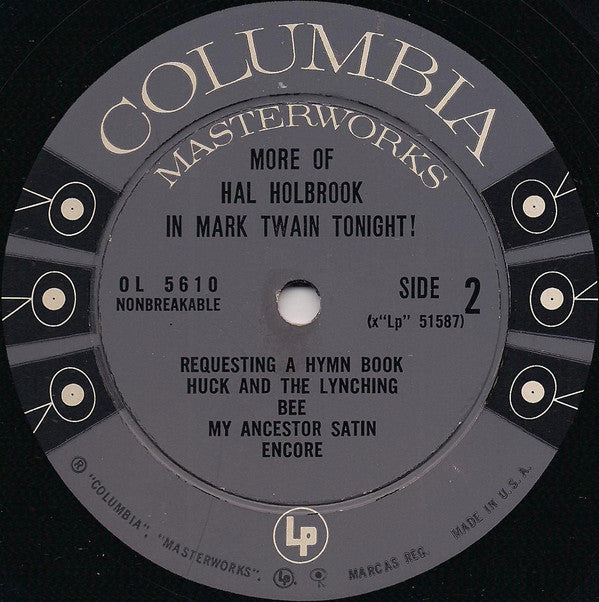 COLUMBIA
MASTERWORKS
MORE OF
HAL HOLBROOK
IN MARK TWAIN TONIGHT!
OL 5610
NONBREAKABLE
SIDE 2
(x"Lp" 51587)
REQUESTING A HYMN BOOK
HUCK AND THE LYNCHING
BEE
MY ANCESTOR SATIN
ENCORE
Lp
® "COLUMBIA", "MASTERWORKS", Lp, MARCAS REG. MADE IN U.S.A.